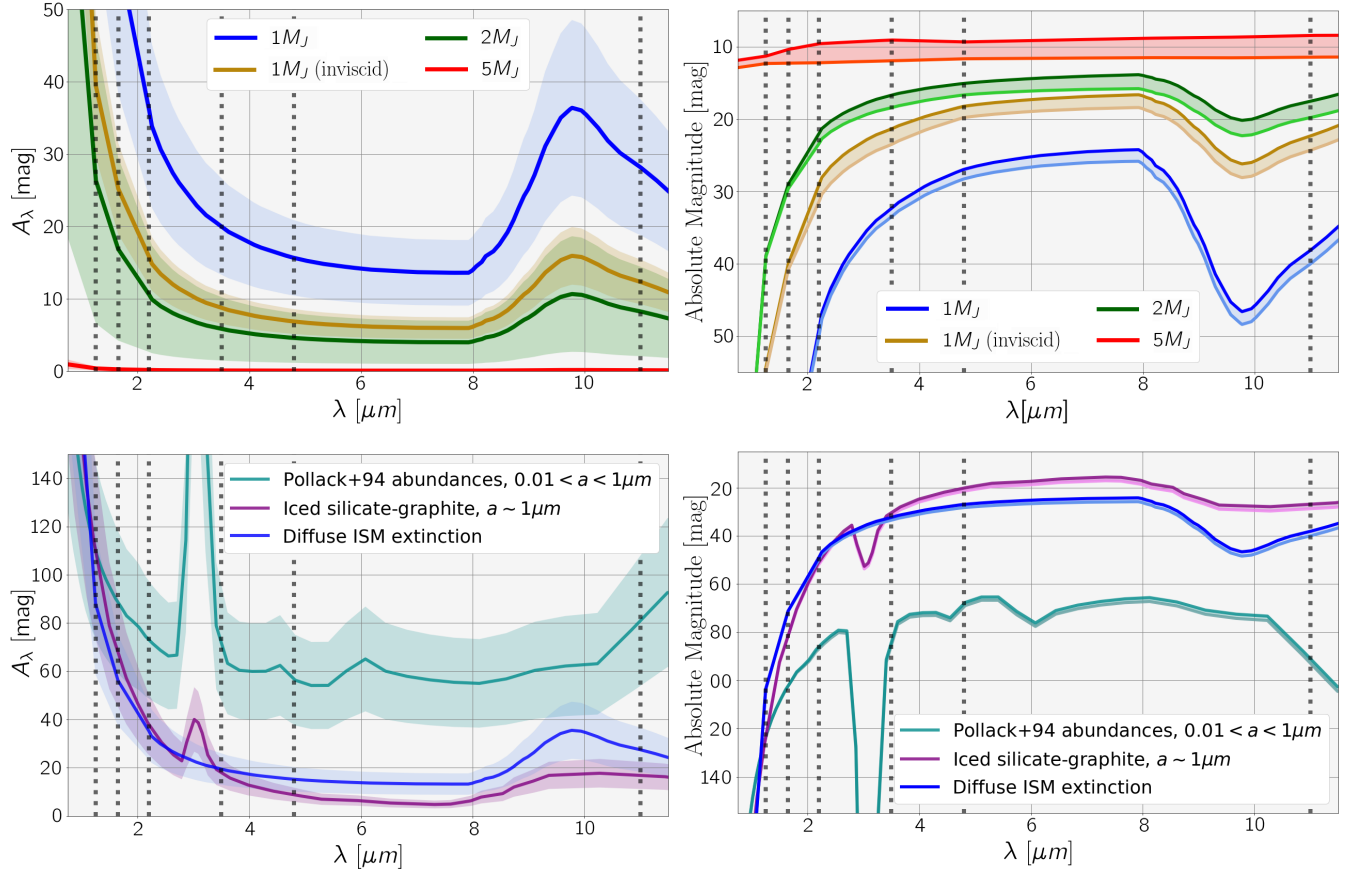 50
40
30
20
10
0
A_λ [mag]
1M_J
1M_J (inviscid)
2M_J
5M_J
2
4
6
8
10
λ [μm]
10
20
30
40
50
Absolute Magnitude [mag]
1M_J
1M_J (inviscid)
2M_J
5M_J
2
4
6
8
10
λ[μm]
140
120
100
80
60
40
20
0
A_λ [mag]
Pollack+94 abundances, 0.01 < a < 1μm
Iced silicate-graphite, a ~ 1μm
Diffuse ISM extinction
2
4
6
8
10
λ [μm]
20
40
60
80
00
20
140
Absolute Magnitude [mag]
Pollack+94 abundances, 0.01 < a < 1μm
Iced silicate-graphite, a ~ 1μm
Diffuse ISM extinction
2
4
6
8
10
λ [μm]